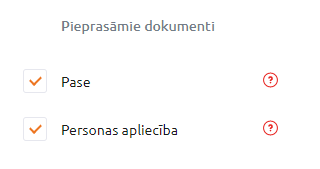 Pieprasāmie dokumenti
Pase
Personas apliecība